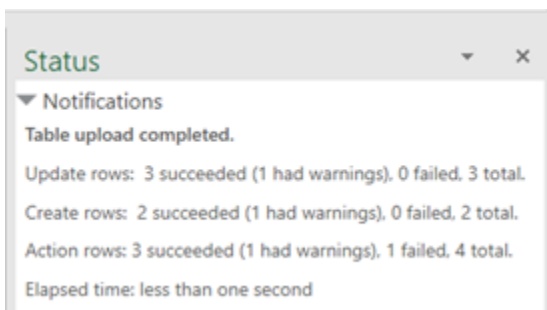 Status
Notifications
Table upload completed.
Update rows:  3 succeeded (1 had warnings), 0 failed, 3 total.
Create rows:  2 succeeded (1 had warnings), 0 failed, 2 total.
Action rows: 3 succeeded (1 had warnings), 1 failed, 4 total.
Elapsed time: less than one second